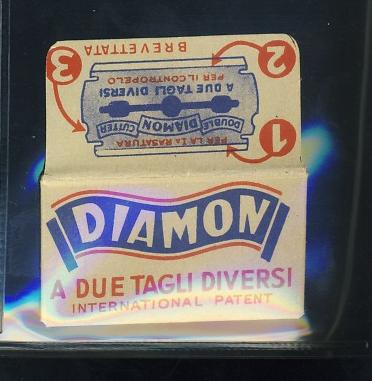 BREVETTATA
3
2
PER IL CONTROPELO
A DUE TAGLI DIVERSI
DOUBLE DIAMON CUTTER
PER LA 1a RASATURA
1
DIAMON
A DUE TAGLI DIVERSI
INTERNATIONAL PATENT